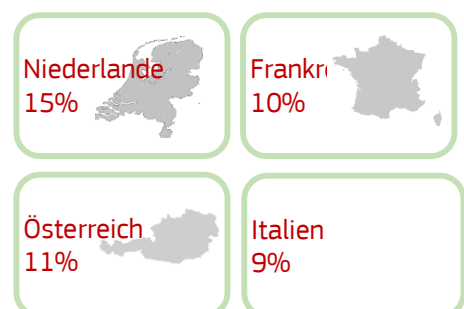 Niederlande
15%
Frankr
10%
Österreich
11%
Italien
9%